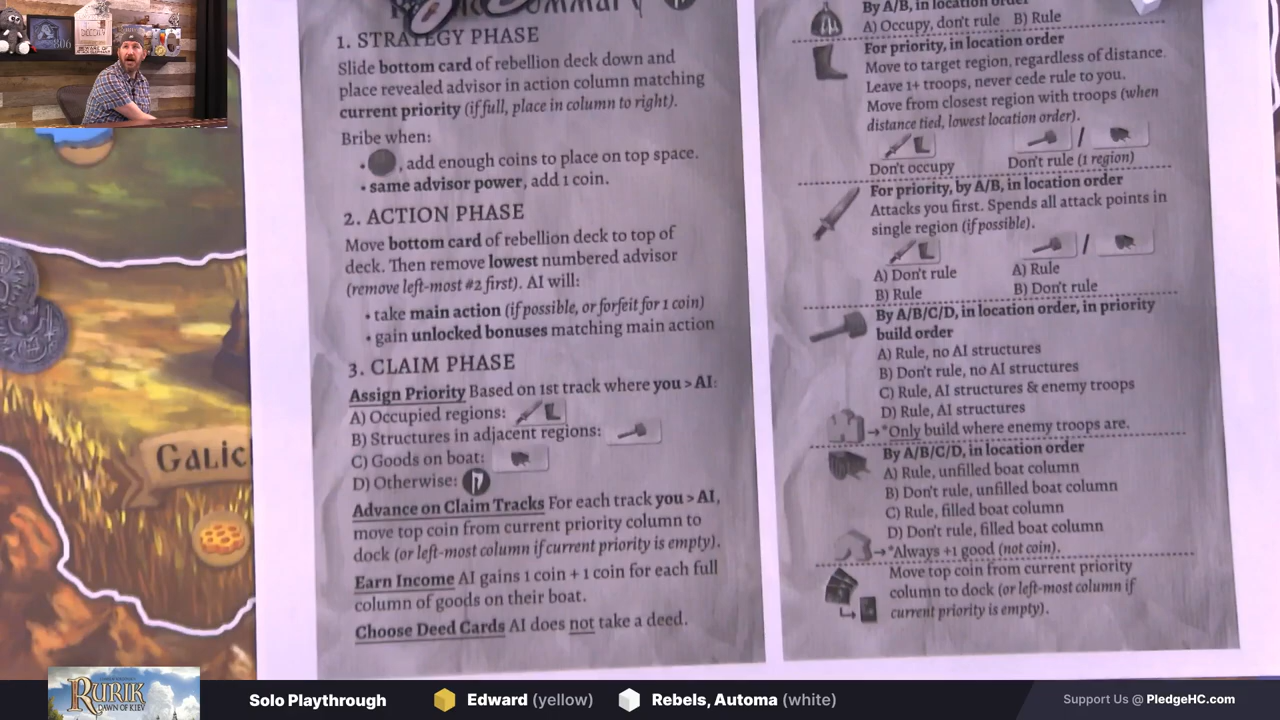 1. STRATEGY PHASE
Slide bottom card of rebellion deck down and
place revealed advisor in action column matching
current priority (if full, place in column to right).
Bribe when:
• , add enough coins to place on top space.
• same advisor power, add 1 coin.
2. ACTION PHASE
Move bottom card of rebellion deck to top of
deck. Then remove lowest numbered advisor
(remove left-most #2 first). AI will:
• take main action (if possible, or forfeit for 1 coin)
• gain unlocked bonuses matching main action
3. CLAIM PHASE
Assign Priority Based on 1st track where you > AI:
A) Occupied regions:
B) Structures in adjacent regions:
C) Goods on boat:
D) Otherwise:
Advance on Claim Tracks For each track you > AI,
move top coin from current priority column to
dock (or left-most column if current priority is empty).
Earn Income AI gains 1 coin + 1 coin for each full
column of goods on their boat.
Choose Deed Cards AI does not take a deed.
By A/B, in location order
A) Occupy, don't rule B) Rule
For priority, in location order
Move to target region, regardless of distance.
Leave 1+ troops, never cede rule to you.
Move from closest region with troops (when
distance tied, lowest location order).
/
Don't occupy Don't rule (1 region)
For priority, by A/B, in location order
Attacks you first. Spends all attack points in
single region (if possible).
/
A) Don't rule A) Rule
B) Rule B) Don't rule
By A/B/C/D, in location order, in priority
build order
A) Rule, no AI structures
B) Don't rule, no AI structures
C) Rule, AI structures & enemy troops
D) Rule, AI structures
→*Only build where enemy troops are.
By A/B/C/D, in location order
A) Rule, unfilled boat column
B) Don't rule, unfilled boat column
C) Rule, filled boat column
D) Don't rule, filled boat column
→*Always +1 good (not coin).
Move top coin from current priority
column to dock (or left-most column if
current priority is empty).
GALIC
RURIK
DAWN OF KIEV
Solo Playthrough Edward (yellow) Rebels, Automa (white) Support Us @ PledgeHC.com